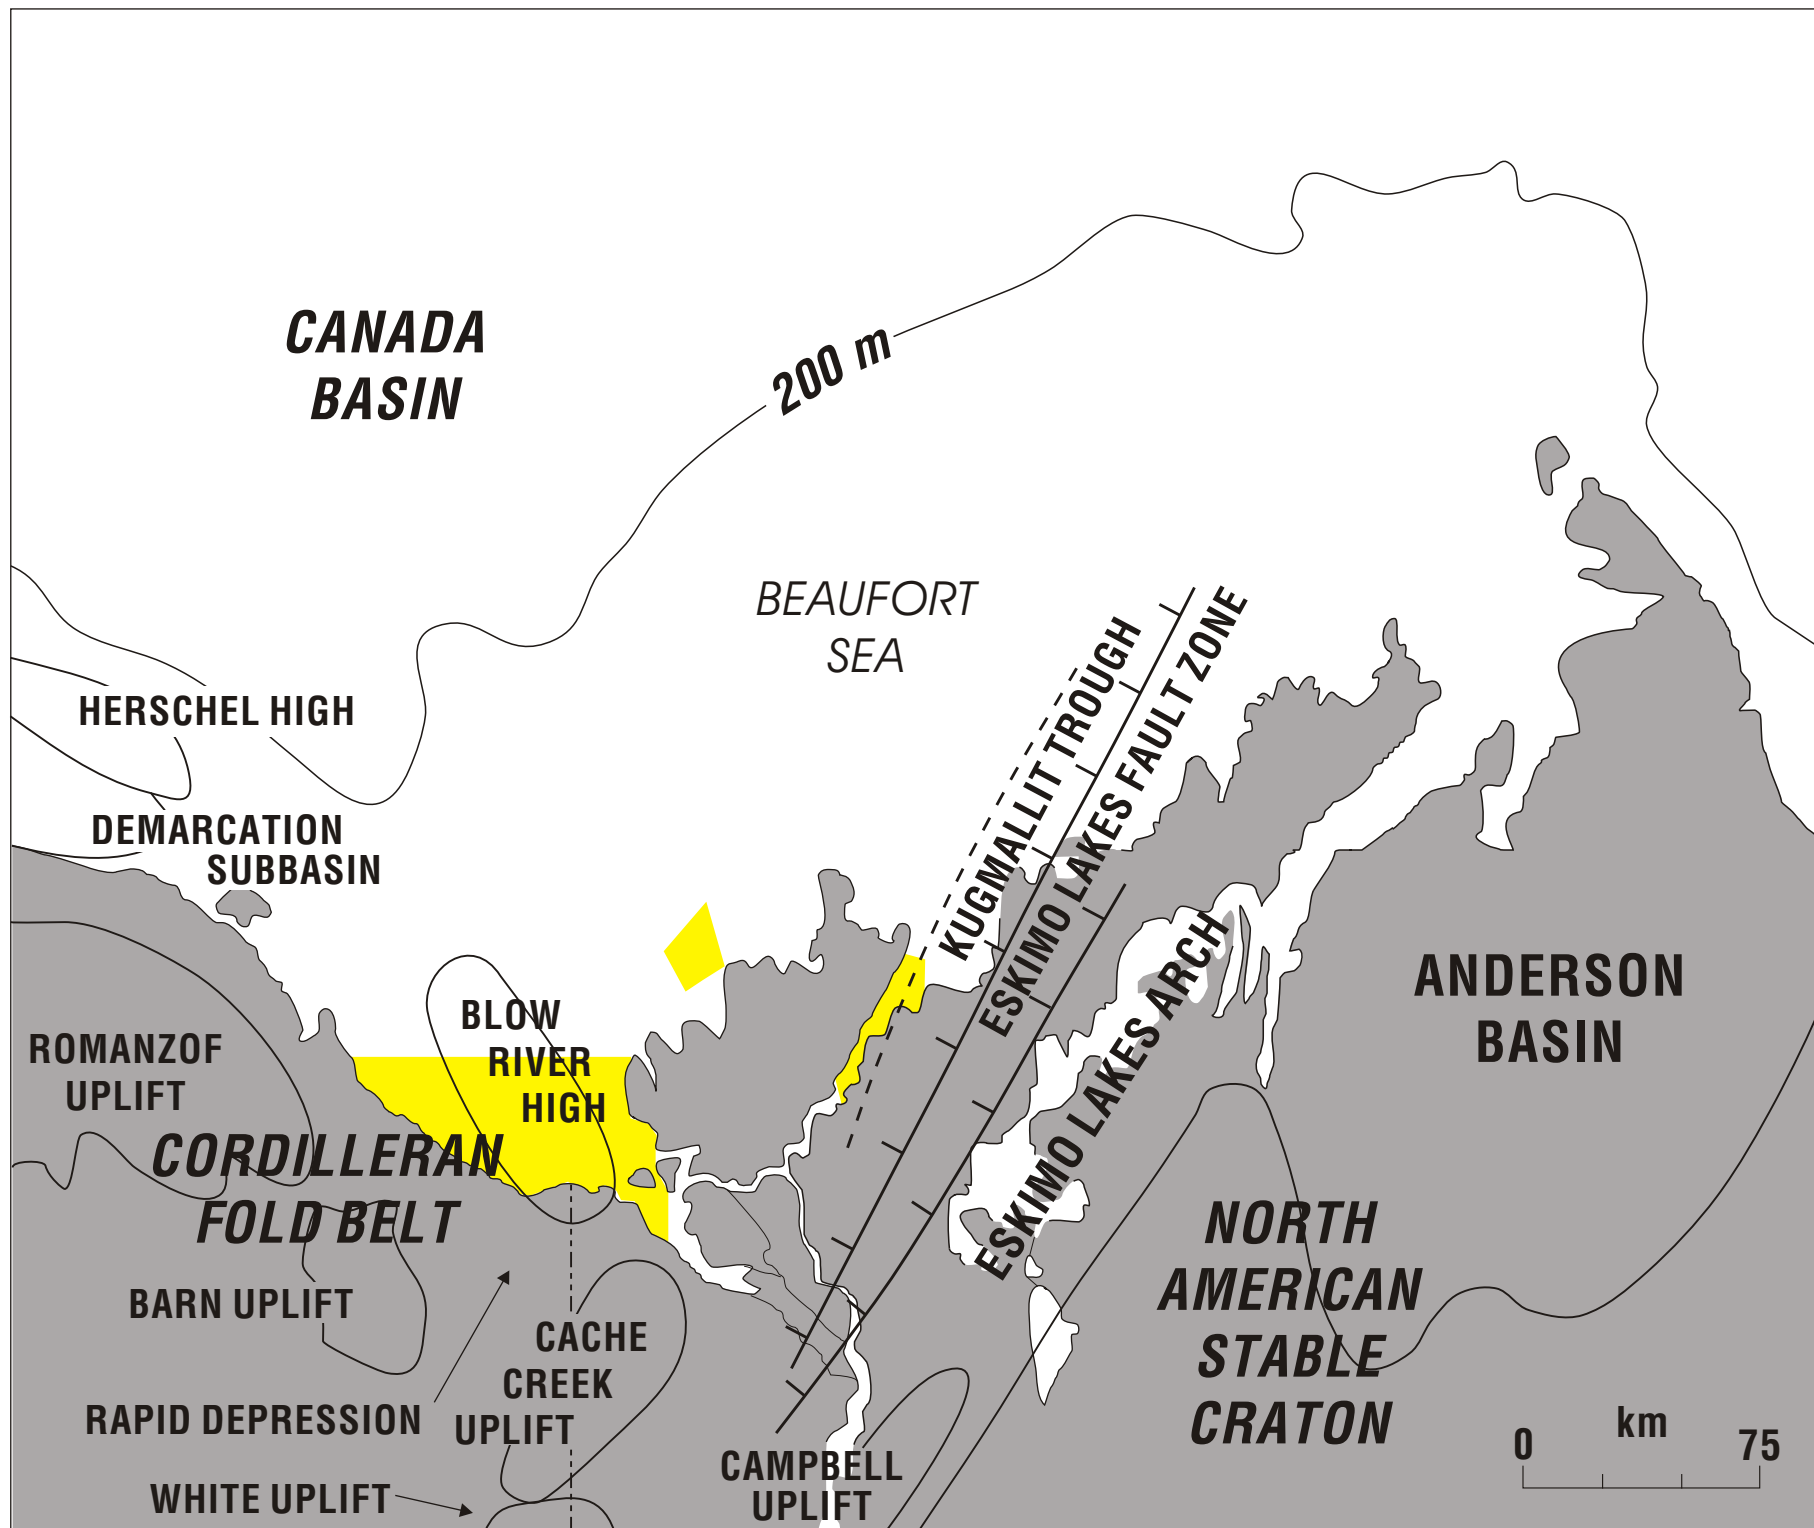 CANADA
BASIN
200 m
BEAUFORT
SEA
HERSCHEL HIGH
DEMARCATION
SUBBASIN
KUGMALLIT TROUGH
ESKIMO LAKES FAULT ZONE
ESKIMO LAKES ARCH
ANDERSON
BASIN
BLOW
RIVER
HIGH
ROMANZOF
UPLIFT
CORDILLERAN
FOLD BELT
BARN UPLIFT
RAPID DEPRESSION
WHITE UPLIFT
CACHE
CREEK
UPLIFT
CAMPBELL
UPLIFT
NORTH
AMERICAN
STABLE
CRATON
0 km 75